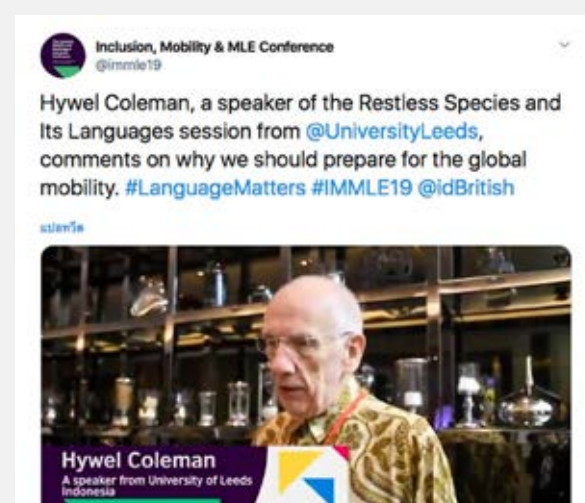 Inclusion, Mobility & MLE Conference
@immle19
Hywel Coleman, a speaker of the Restless Species and
Its Languages session from @UniversityLeeds,
comments on why we should prepare for the global
mobility. #LanguageMatters #IMMLE19 @idBritish
แปลทวีต
Hywel Coleman
A speaker from University of Leeds
Indonesia